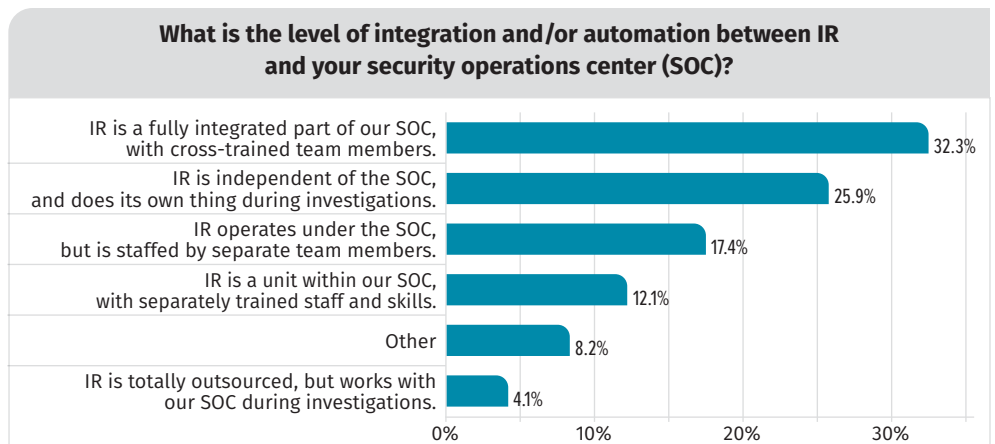 What is the level of integration and/or automation between IR
and your security operations center (SOC)?
IR is a fully integrated part of our SOC,
with cross-trained team members.
32.3%
IR is independent of the SOC,
and does its own thing during investigations.
25.9%
IR operates under the SOC,
but is staffed by separate team members.
17.4%
IR is a unit within our SOC,
with separately trained staff and skills.
12.1%
Other
8.2%
IR is totally outsourced, but works with
our SOC during investigations.
4.1%
0%
10%
20%
30%